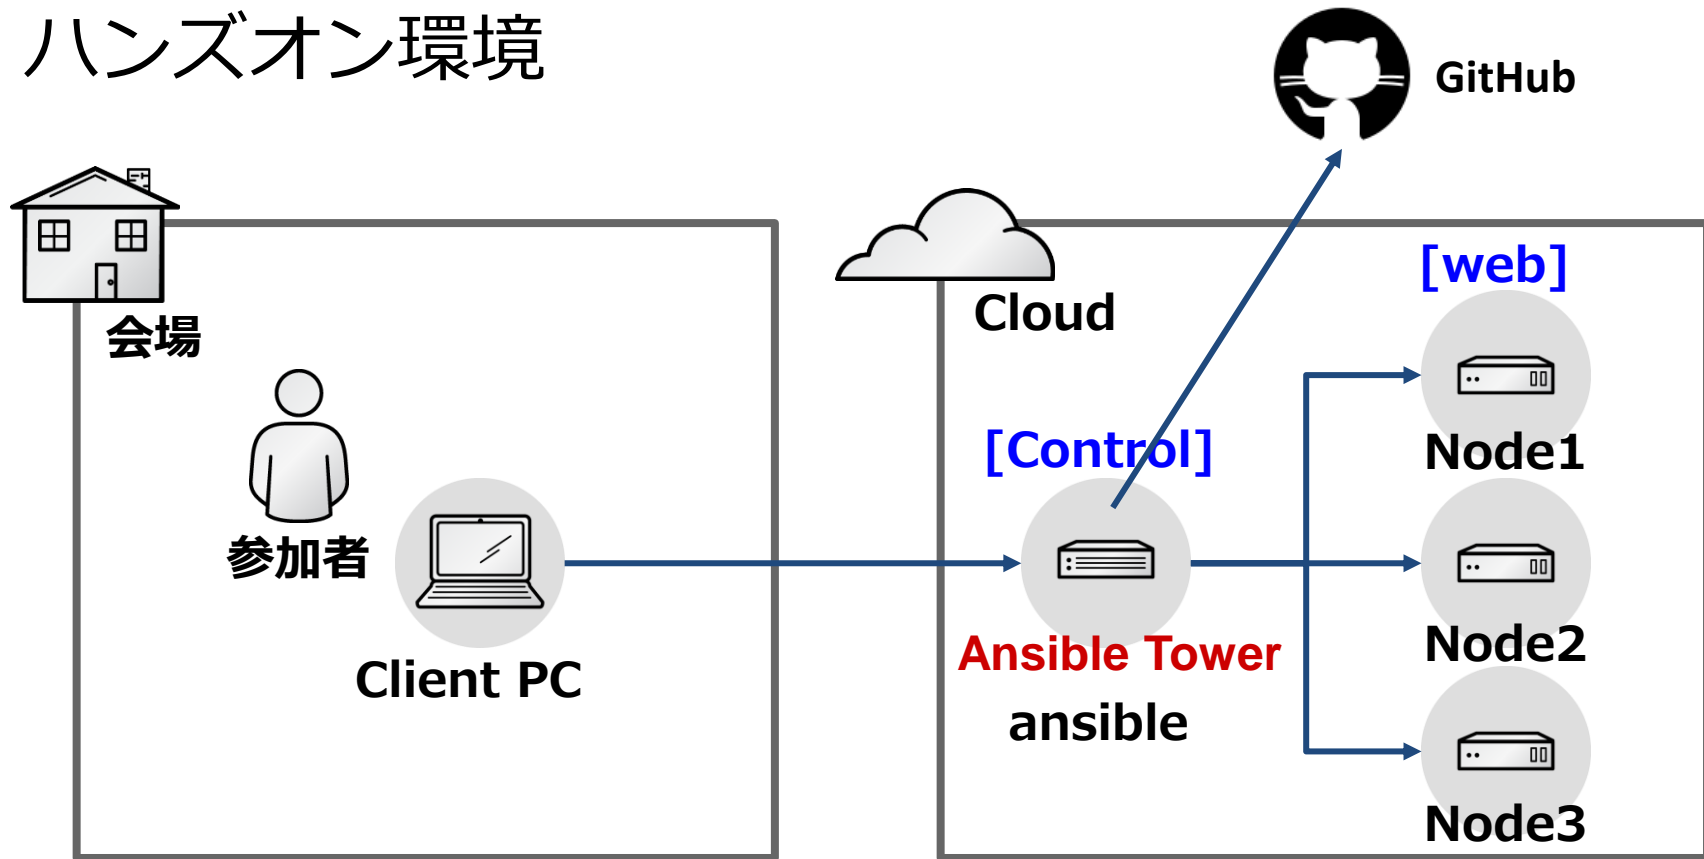 ハンズオン環境
GitHub
会場
参加者
Client PC
Cloud
[Control]
Ansible Tower
ansible
[web]
Node1
Node2
Node3